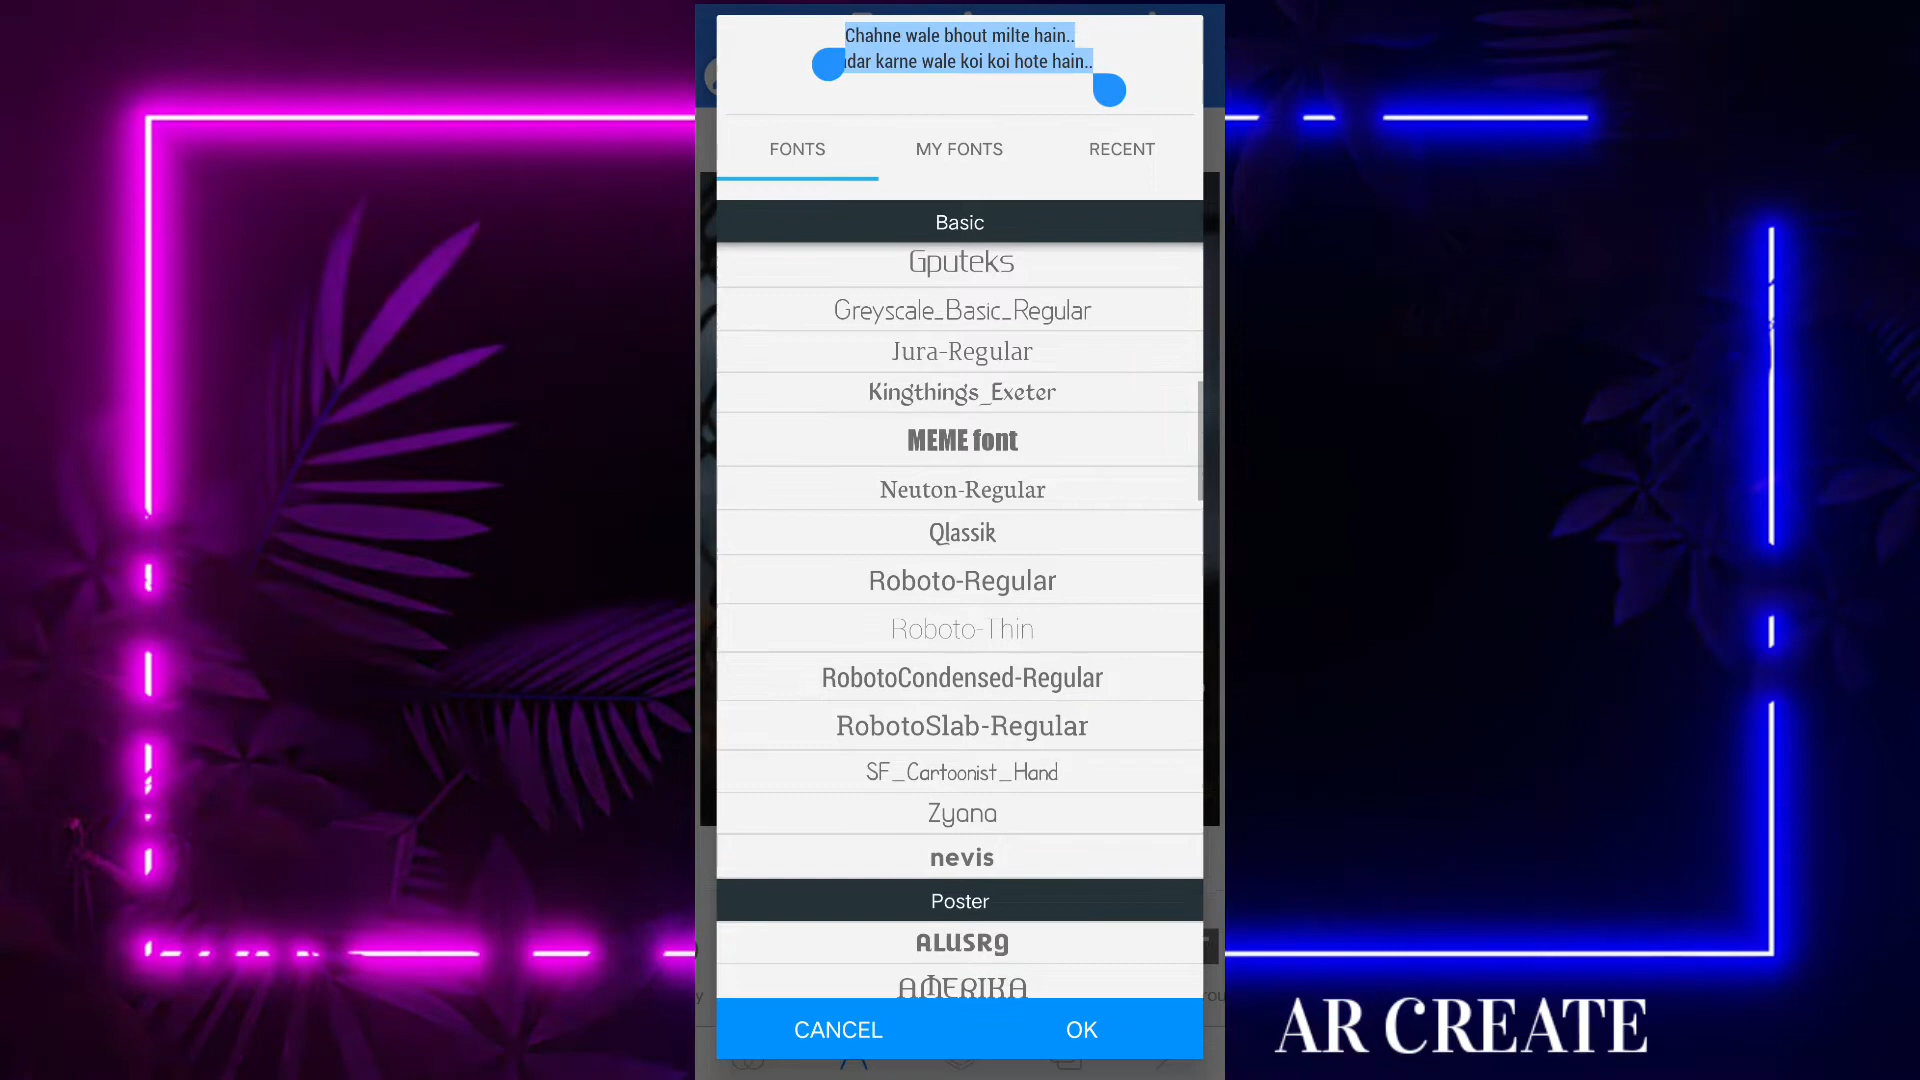 Chahne wale bhout milte hain..
dar karne wale koi koi hote hain..
FONTS
MY FONTS
RECENT
Basic
Gputeks
Greyscale_Basic_Regular
Jura-Regular
Kingthings_Exeter
MEME font
Neuton-Regular
Qlassik
Roboto-Regular
Roboto-Thin
RobotoCondensed-Regular
RobotoSlab-Regular
SF_Cartoonist_Hand
Zyana
nevis
Poster
ALUSRg
AMERIKA
CANCEL
OK
AR CREATE